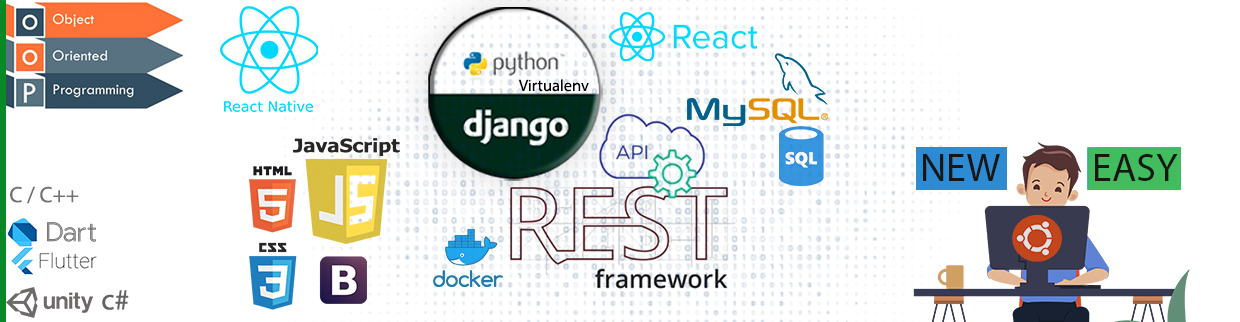 O Object
O Oriented
P Programming
React Native
python™
Virtualenv
django
React
MySQL®
SQL
API
REST
framework
JavaScript
JS
HTML
5
CSS
3
B
docker
C / C++
Dart
Flutter
unity C#
NEW
EASY